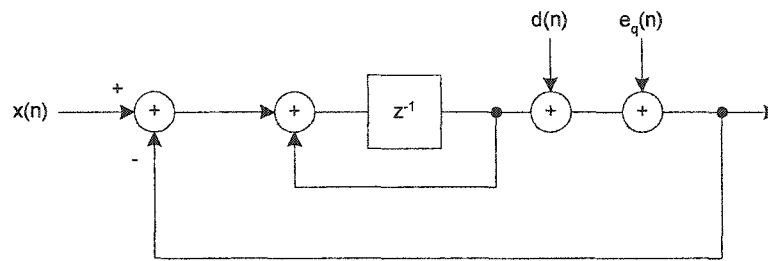 d(n) e_q(n)
+
x(n) + + z⁻¹ + +
-